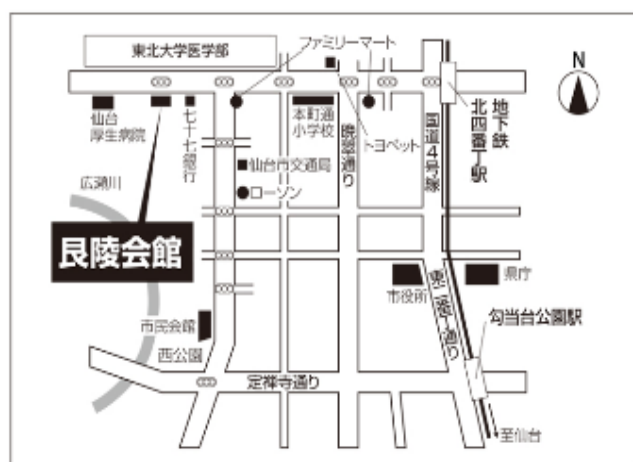 東北大学医学部
ファミリーマート
N
仙台
厚生病院
七十七銀行
本町通
小学校
晩翠通り
トヨペット
国道4号線
地下鉄
北四番丁駅
仙台市交通局
広瀬川
ローソン
艮陵会館
市役所
県庁
東二番丁通り
市民会館
西公園
勾当台公園駅
定禅寺通り
至仙台